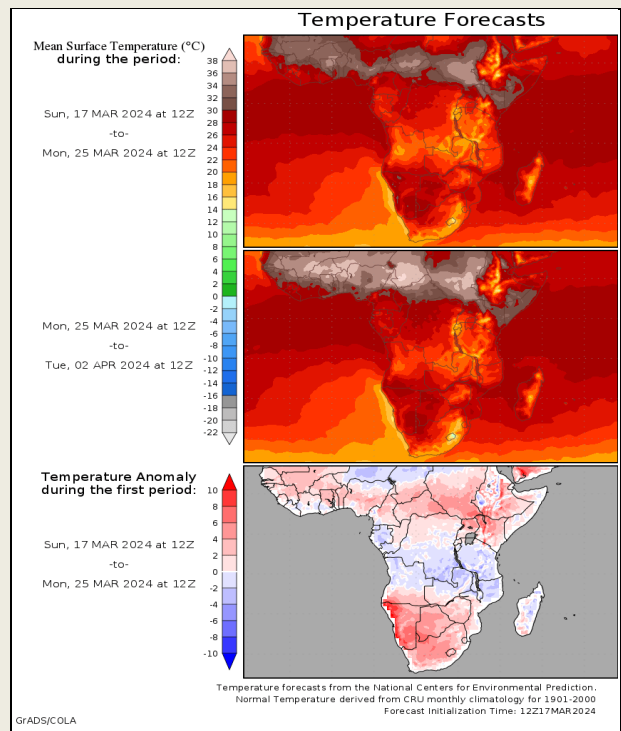 Temperature Forecasts
Mean Surface Temperature (°C)
during the period:
38
36
34
32
30
28
26
24
22
20
18
16
14
12
10
8
6
4
2
0
-2
-4
-6
-8
-10
-12
-14
-16
-18
-20
-22
Sun, 17 MAR 2024 at 12Z
-to-
Mon, 25 MAR 2024 at 12Z
Mon, 25 MAR 2024 at 12Z
-to-
Tue, 02 APR 2024 at 12Z
Temperature Anomaly
during the first period:
10
8
6
4
2
0
-2
-4
-6
-8
-10
Sun, 17 MAR 2024 at 12Z
-to-
Mon, 25 MAR 2024 at 12Z
Temperature forecasts from the National Centers for Environmental Prediction.
Normal Temperature derived from CRU monthly climatology for 1901-2000
Forecast Initialization Time: 12Z17MAR2024
GrADS/COLA